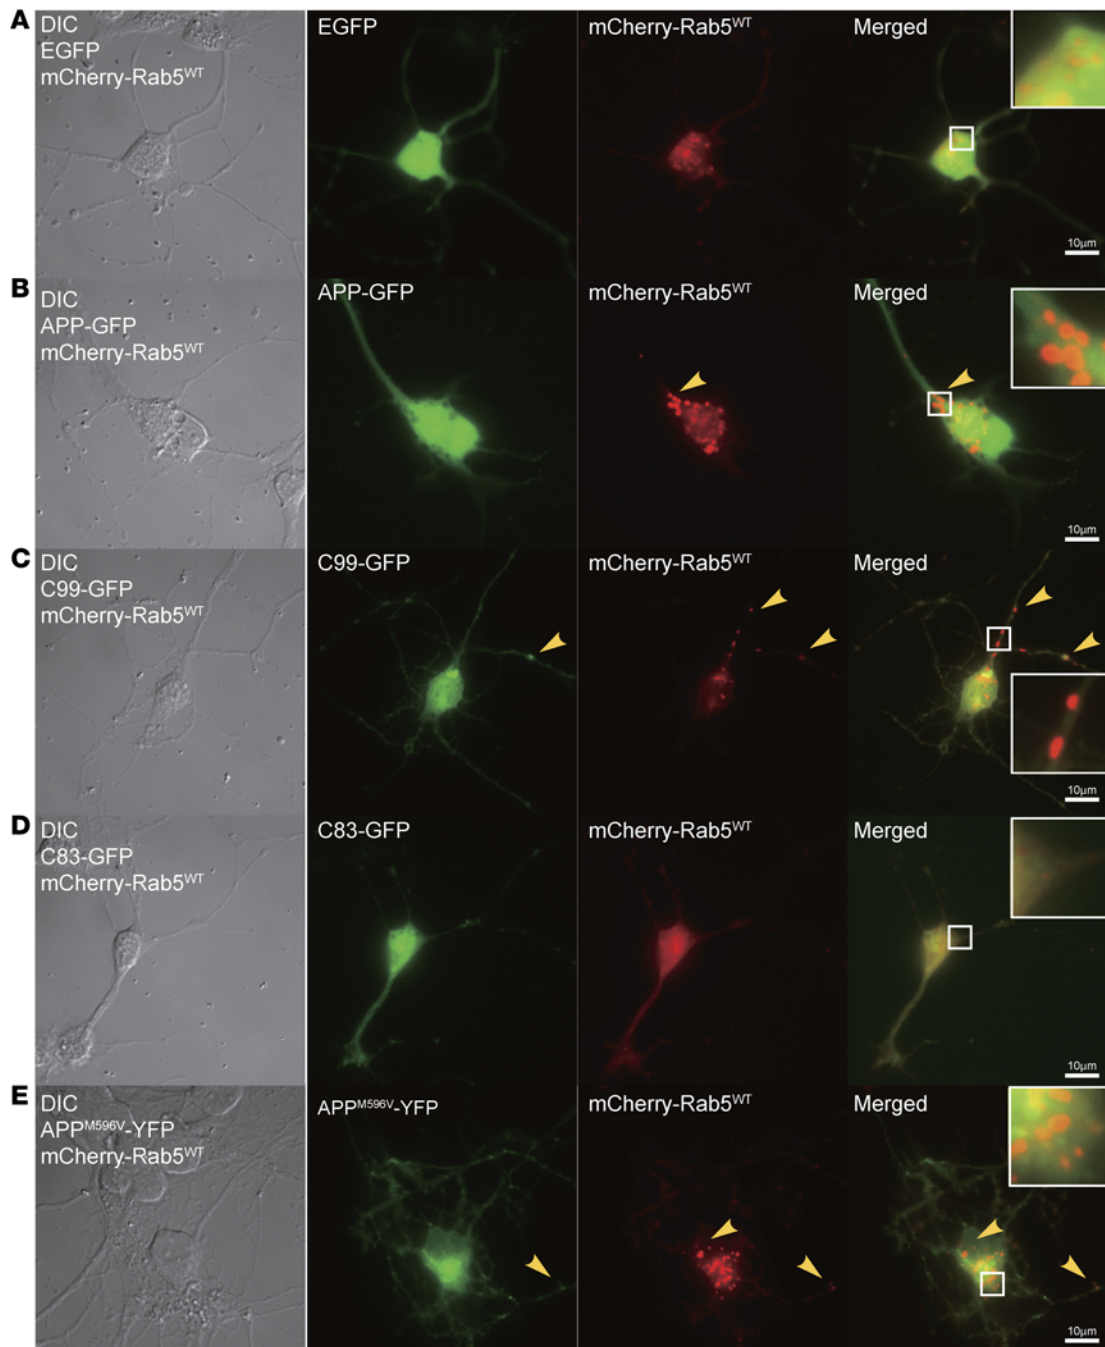 A
DIC
EGFP
mCherry-Rab5ᵂᵀ
EGFP
mCherry-Rab5ᵂᵀ
Merged
10µm
B
DIC
APP-GFP
mCherry-Rab5ᵂᵀ
APP-GFP
mCherry-Rab5ᵂᵀ
Merged
10µm
C
DIC
C99-GFP
mCherry-Rab5ᵂᵀ
C99-GFP
mCherry-Rab5ᵂᵀ
Merged
10µm
D
DIC
C83-GFP
mCherry-Rab5ᵂᵀ
C83-GFP
mCherry-Rab5ᵂᵀ
Merged
10µm
E
DIC
APPᴹ⁵⁹⁶ⱽ-YFP
mCherry-Rab5ᵂᵀ
APPᴹ⁵⁹⁶ⱽ-YFP
mCherry-Rab5ᵂᵀ
Merged
10µm